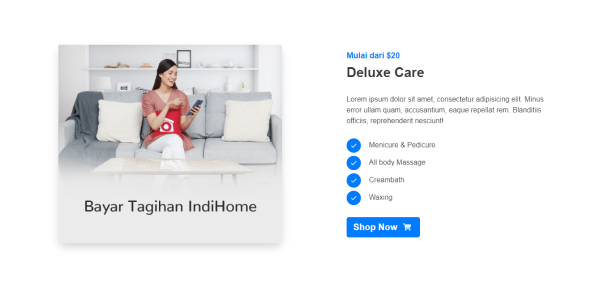 Bayar Tagihan IndiHome
Mulai dari $20
Deluxe Care
Lorem ipsum dolor sit amet, consectetur adipisicing elit. Minus
error ullam quam, accusantium, eaque repellat rem. Blanditiis
officiis, reprehenderit nesciunt!
Menicure & Pedicure
All body Massage
Creambath
Waxing
Shop Now